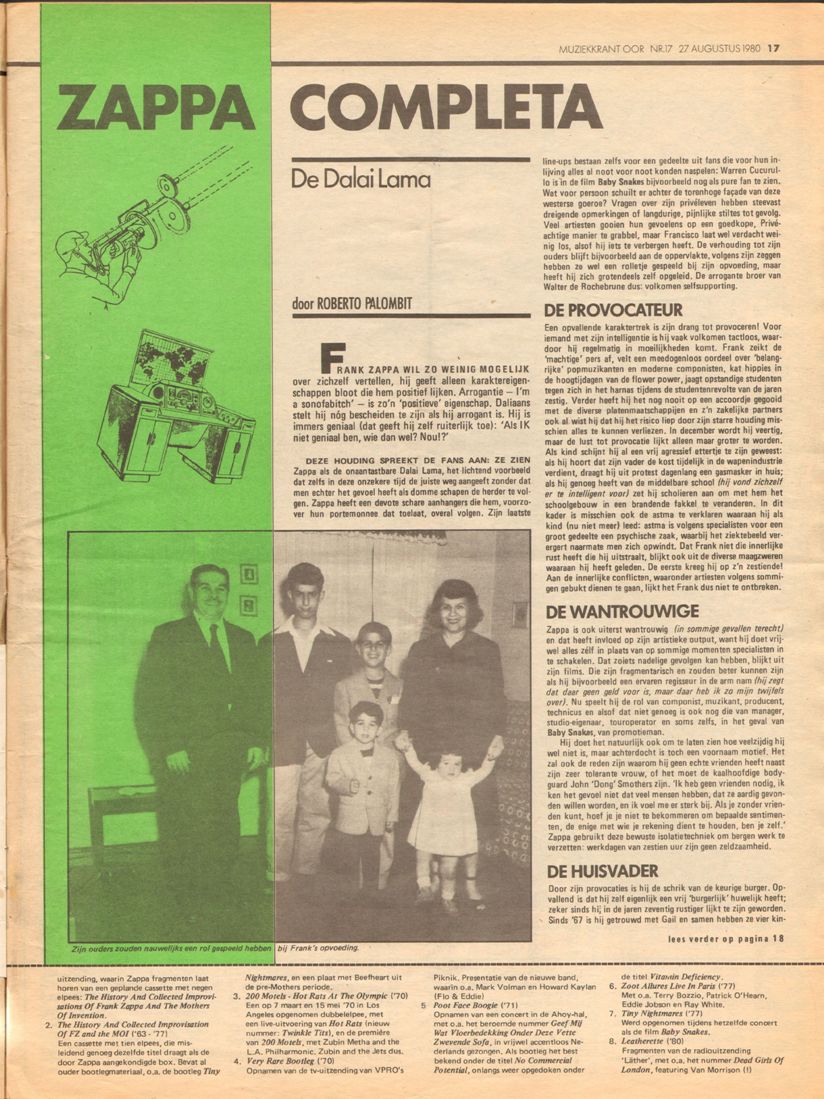 MUZIEKKRANT OOR NR.17 27 AUGUSTUS 1980 17
ZAPPA COMPLETA
De Dalai Lama
door ROBERTO PALOMBIT
FRANK ZAPPA WIL ZO WEINIG MOGELIJK
over zichzelf vertellen, hij geeft alleen karaktereigen-
schappen bloot die hem positief lijken. Arrogantie — I'm
a sonofabitch' — is zo'n 'positieve' eigenschap. Daliaans
stelt hij nóg bescheiden te zijn als hij arrogant is. Hij is
immers geniaal (dat geeft hij zelf ruiterlijk toe): 'Als IK
niet geniaal ben, wie dan wel? Nou!?'
DEZE HOUDING SPREEKT DE FANS AAN: ZE ZIEN
Zappa als de onaantastbare Dalai Lama, het lichtend voorbeeld
dat zelfs in deze onzekere tijd de juiste weg aangeeft zonder dat
men echter het gevoel heeft als domme schapen de herder te vol-
gen. Zappa heeft een devote schare aanhangers die hem, voorzo-
ver hun portemonnee dat toelaat, overal volgen. Zijn laatste
line-ups bestaan zelfs voor een gedeelte uit fans die voor hun in-
lijving alles al noot voor noot konden naspelen: Warren Cucurul-
lo is in de film Baby Snakes bijvoorbeeld nog als pure fan te zien.
Wat voor persoon schuilt er achter de torenhoge façade van deze
westerse goeroe? Vragen over zijn privéleven hebben steevast
dreigende opmerkingen of langdurige, pijnlijke stiltes tot gevolg.
Veel artiesten gooien hun gevoelens op een goedkope, Privé-
achtige manier te grabbel, maar Francisco laat wel verdacht wei-
nig los, alsof hij iets te verbergen heeft. De verhouding tot zijn
ouders blijft bijvoorbeeld aan de oppervlakte, volgens zijn zeggen
hebben ze wel een rolletje gespeeld bij zijn opvoeding, maar
heeft hij zich grotendeels zelf opgeleid. De arrogante broer van
Walter de Rochebrune dus: volkomen selfsupporting.
DE PROVOCATEUR
Een opvallende karaktertrek is zijn drang tot provoceren! Voor
iemand met zijn intelligentie is hij vaak volkomen tactloos, waar-
door hij regelmatig in moeilijkheden komt. Frank zeikt de
'machtige' pers af, velt een meedogenloos oordeel over 'belang-
rijke' popmuzikanten en moderne componisten, kat hippies in
de hoogtijdagen van de flower power, jaagt opstandige studenten
tegen zich in het harnas tijdens de studentenrevolte van de jaren
zestig. Verder heeft hij het nog nooit op een accoordje gegooid
met de diverse platenmaatschappijen en z'n zakelijke partners
ook al wist hij dat hij het risico liep door zijn starre houding mis-
schien alles te kunnen verliezen. In december wordt hij veertig,
maar de lust tot provocatie lijkt alleen maar groter te worden.
Als kind schijnt hij al een vrij agressief ettertje te zijn geweest:
als hij hoort dat zijn vader de kost tijdelijk in de wapenindustrie
verdient, draagt hij uit protest dagenlang een gasmasker in huis;
als hij genoeg heeft van de middelbare school (hij vond zichzelf
er te intelligent voor) zet hij scholieren aan om met hem het
schoolgebouw in een brandende fakkel te veranderen. In dit
kader is misschien ook de astma te verklaren waaraan hij als
kind (nu niet meer) leed: astma is volgens specialisten voor een
groot gedeelte een psychische zaak, waarbij het ziektebeeld ver-
ergert naarmate men zich opwindt. Dat Frank niet die innerlijke
rust heeft die hij uitstraalt, blijkt ook uit de diverse maagzweren
waaraan hij heeft geleden. De eerste kreeg hij op z'n zestiende!
Aan de innerlijke conflicten, waaronder artiesten volgens sommi-
gen gebukt dienen te gaan, lijkt het Frank dus niet te ontbreken.
DE WANTROUWIGE
Zappa is ook uiterst wantrouwig (in sommige gevallen terecht)
en dat heeft invloed op zijn artistieke output, want hij doet vrij-
wel alles zélf in plaats van op sommige momenten specialisten in
te schakelen. Dat zoiets nadelige gevolgen kan hebben, blijkt uit
zijn films. Die zijn fragmentarisch en zouden beter kunnen zijn
als hij bijvoorbeeld een ervaren regisseur in de arm nam (hij zegt
dat daar geen geld voor is, maar daar heb ik zo mijn twijfels
over). Nu speelt hij de rol van componist, muzikant, producent,
technicus en alsof dat niet genoeg is ook nog die van manager,
studio-eigenaar, touroperator en soms zelfs, in het geval van
Baby Snakes, van promotieman.
Hij doet het natuurlijk ook om te laten zien hoe veelzijdig hij
wel niet is, maar achterdocht is toch een voornaam motief. Het
zal ook de reden zijn waarom hij geen echte vrienden heeft naast
zijn zeer tolerante vrouw, of het moet de kaalhoofdige body-
guard John 'Dong' Smothers zijn. 'Ik heb geen vrienden nodig, ik
ken het gevoel niet dat veel mensen hebben, dat ze aardig gevon-
den willen worden, en ik voel me er sterk bij. Als je zonder vrien-
den kunt, hoef je je niet te bekommeren om bepaalde sentimen-
ten, de enige met wie je rekening dient te houden, ben je zelf.'
Zappa gebruikt deze bewuste isolatietechniek om bergen werk te
verzetten: werkdagen van zestien uur zijn geen zeldzaamheid.
DE HUISVADER
Door zijn provocaties is hij de schrik van de keurige burger. Op-
vallend is dat hij zelf eigenlijk een vrij 'burgerlijk' huwelijk heeft;
zeker sinds hij in de jaren zeventig rustiger lijkt te zijn geworden.
Sinds '67 is hij getrouwd met Gail en samen hebben ze vier kin-
lees verder op pagina 18
Zijn ouders zouden nauwelijks een rol gespeeld hebben bij Frank's opvoeding.
uitzending, waarin Zappa fragmenten laat
horen van een geplande cassette met negen
elpees: The History And Collected Improvi-
sations Of Frank Zappa And The Mothers
Of Invention.
2. The History And Collected Improvisation
Of FZ and the MOI ('63 - '77)
Een cassette met tien elpees, die mis-
leidend genoeg dezelfde titel draagt als de
door Zappa aangekondigde box. Bevat al
ouder bootlegmateriaal, o.a. de bootleg Tiny
Nightmares, en een plaat met Beefheart uit
de pre-Mothers periode.
3. 200 Motels - Hot Rats At The Olympic ('70)
Een op 7 maart en 15 mei '70 in Los
Angeles opgenomen dubbelelpee, met
een live-uitvoering van Hot Rats (nieuw
nummer: Twinkle Tits), en de première
van 200 Motels, met Zubin Metha and the
L.A. Philharmonic. Zubin and the Jets dus.
4. Very Rare Bootleg ('70)
Opnamen van de tv-uitzending van VPRO's
Piknik. Presentatie van de nieuwe band,
waarin o.a. Mark Volman en Howard Kaylan
(Flo & Eddie)
5 Poot Face Boogie ('71)
Opnamen van een concert in de Ahoy-hal,
met o.a. het beroemde nummer Geef Mij
Wat Vloerbedekking Onder Deze Vette
Zwevende Sofa, in vrijwel accentloos Ne-
derlands gezongen. Als bootleg het best
bekend onder de titel No Commercial
Potential, onlangs weer opgedoken onder
de titel Vitamin Deficiency.
6. Zoot Allures Live In Paris ('77)
Met o.a. Terry Bozzio, Patrick O'Hearn,
Eddie Jobson en Ray White.
7. Tiny Nightmares ('77)
Werd opgenomen tijdens hetzelfde concert
als de film Baby Snakes.
8. Leatherette ('80)
Fragmenten van de radiouitzending
'Läther', met o.a. het nummer Dead Girls Of
London, featuring Van Morrison (!)